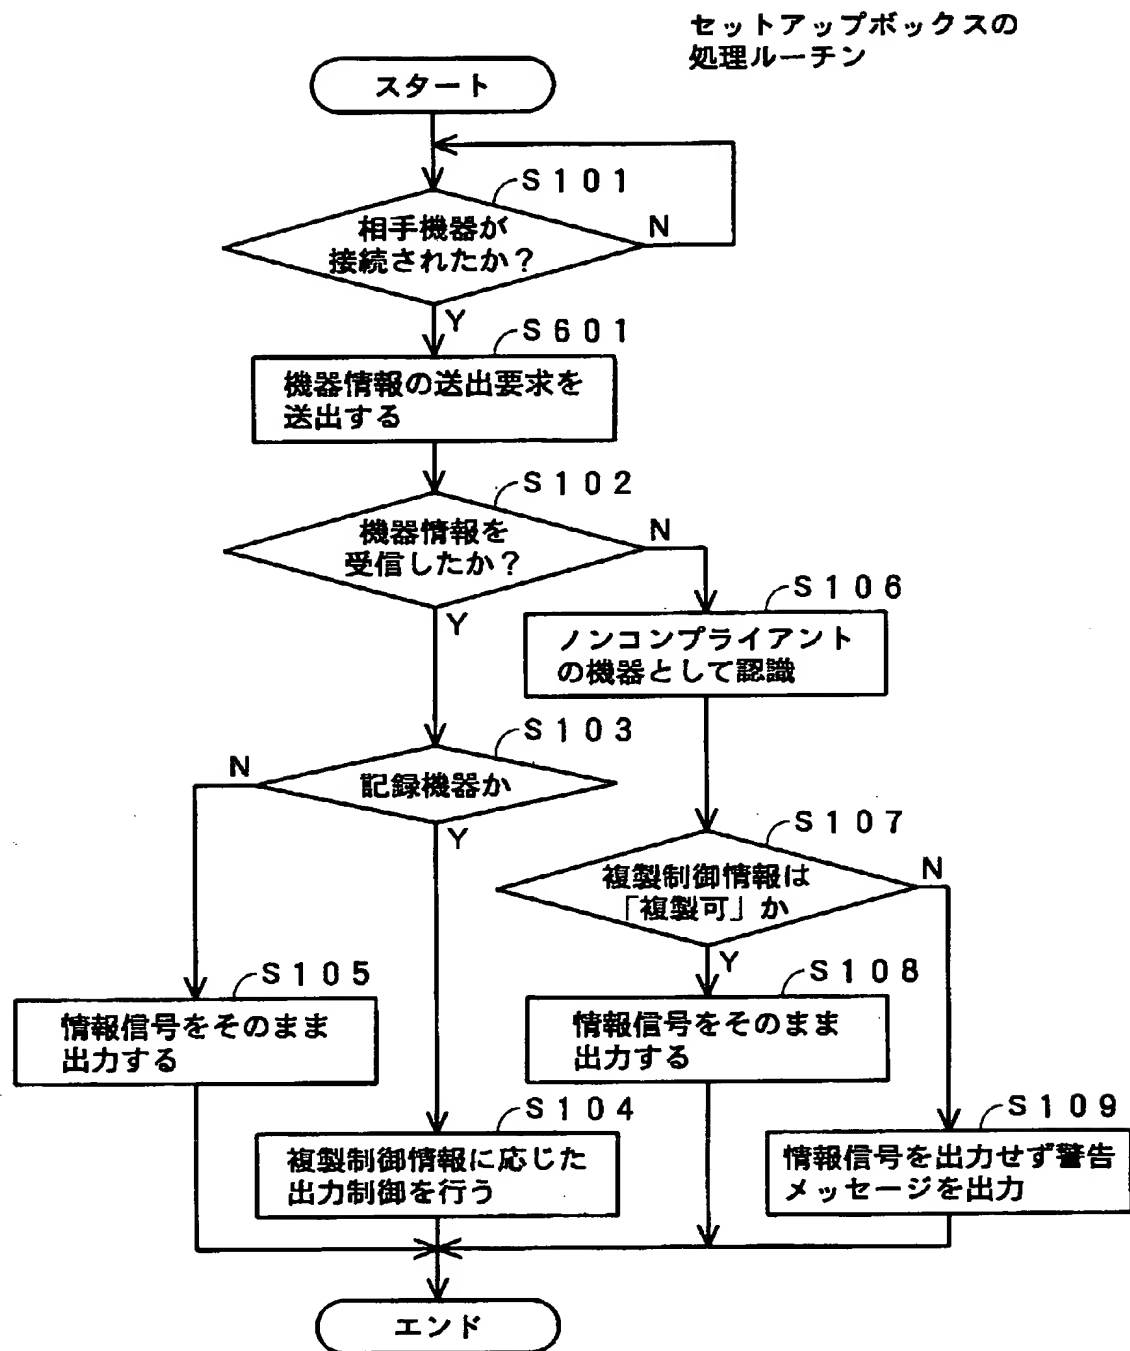 セットアップボックスの
処理ルーチン
スタート
S101
相手機器が
接続されたか？
N
Y
S601
機器情報の送出要求を
送出する
S102
機器情報を
受信したか？
N
Y
S106
ノンコンプライアント
の機器として認識
S103
記録機器か
N
Y
S107
複製制御情報は
「複製可」か
N
Y
S105
情報信号をそのまま
出力する
S108
情報信号をそのまま
出力する
S104
複製制御情報に応じた
出力制御を行う
S109
情報信号を出力せず警告
メッセージを出力
エンド